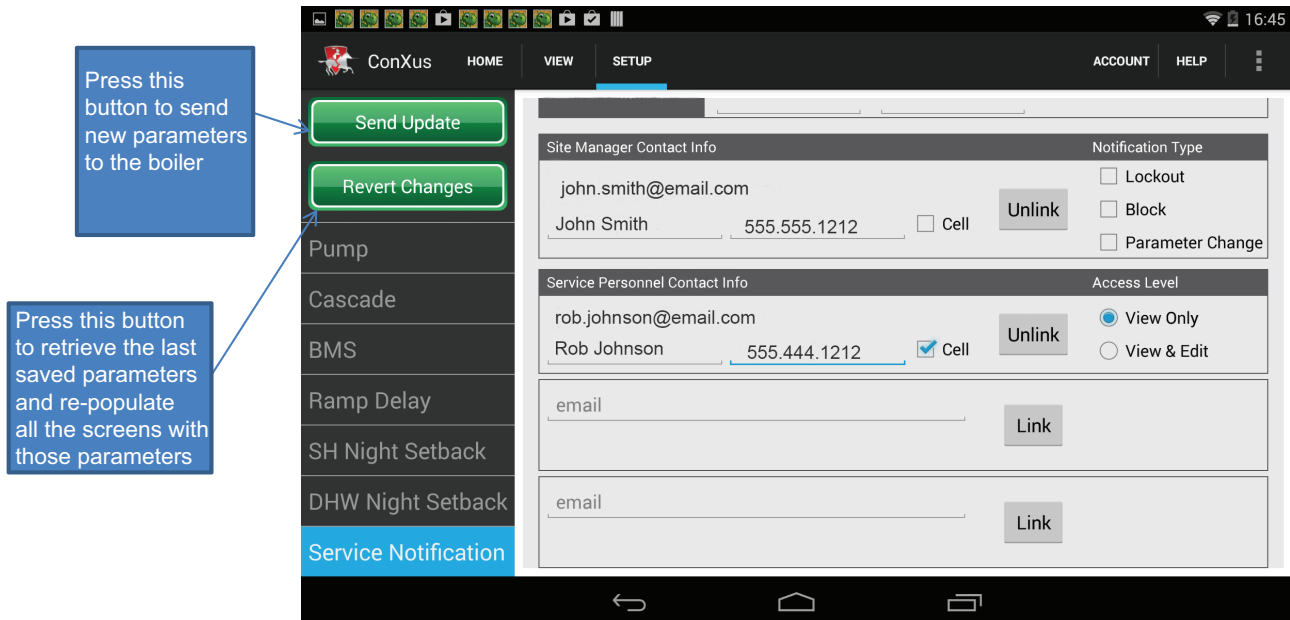 16:45
ConXus HOME VIEW SETUP ACCOUNT HELP
Press this
button to send
new parameters
to the boiler
Press this button
to retrieve the last
saved parameters
and re-populate
all the screens with
those parameters
Send Update
Revert Changes
Pump
Cascade
BMS
Ramp Delay
SH Night Setback
DHW Night Setback
Service Notification
Site Manager Contact Info Notification Type
john.smith@email.com
John Smith 555.555.1212 Cell Unlink
Lockout
Block
Parameter Change
Service Personnel Contact Info Access Level
rob.johnson@email.com
Rob Johnson 555.444.1212 Cell Unlink
View Only
View & Edit
email
Link
email
Link